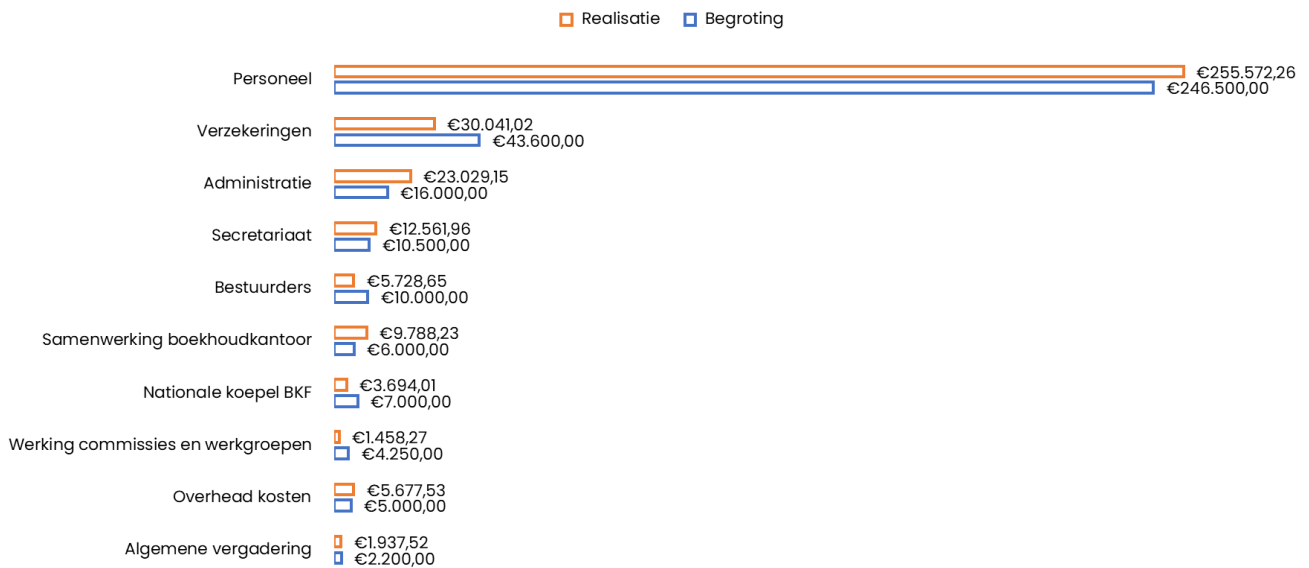 Realisatie Begroting
Personeel
€255.572,26
€246.500,00
Verzekeringen
€30.041,02
€43.600,00
Administratie
€23.029,15
€16.000,00
Secretariaat
€12.561,96
€10.500,00
Bestuurders
€5.728,65
€10.000,00
Samenwerking boekhoudkantoor
€9.788,23
€6.000,00
Nationale koepel BKF
€3.694,01
€7.000,00
Werking commissies en werkgroepen
€1.458,27
€4.250,00
Overhead kosten
€5.677,53
€5.000,00
Algemene vergadering
€1.937,52
€2.200,00